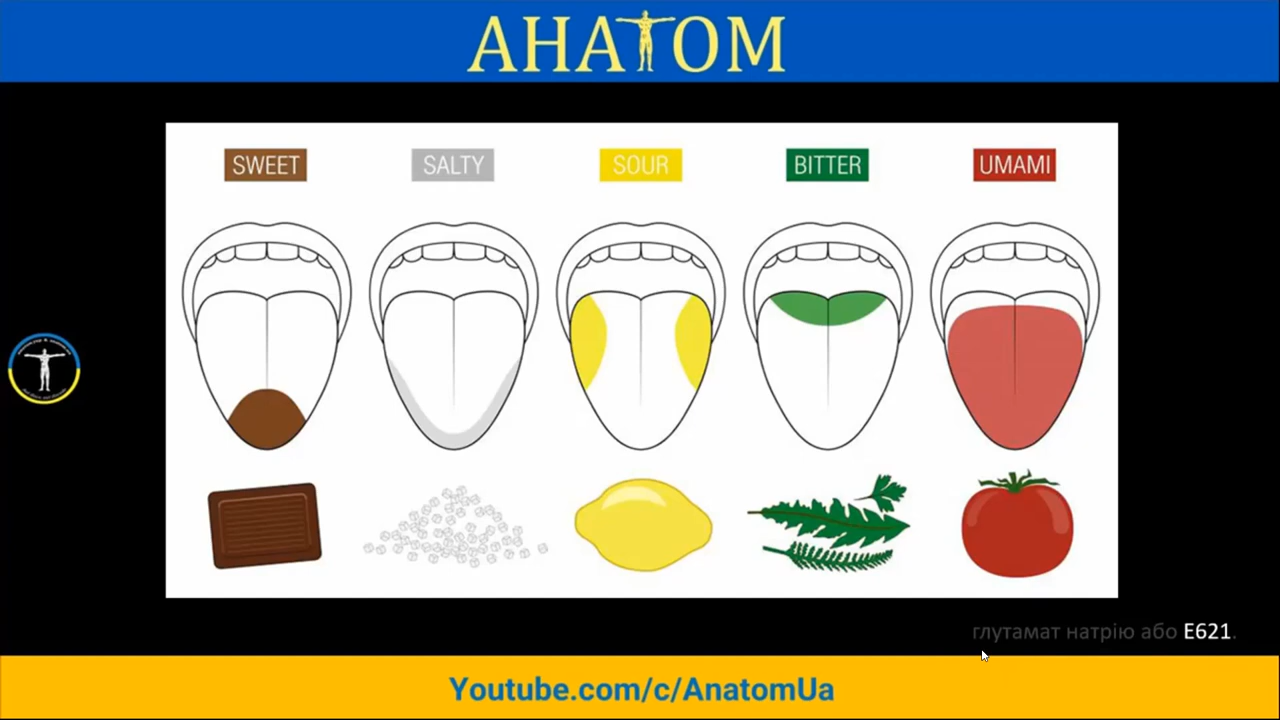 АНАТОМ
SWEET
SALTY
SOUR
BITTER
UMAMI
глутамат натрію або E621.
Youtube.com/c/AnatomUa